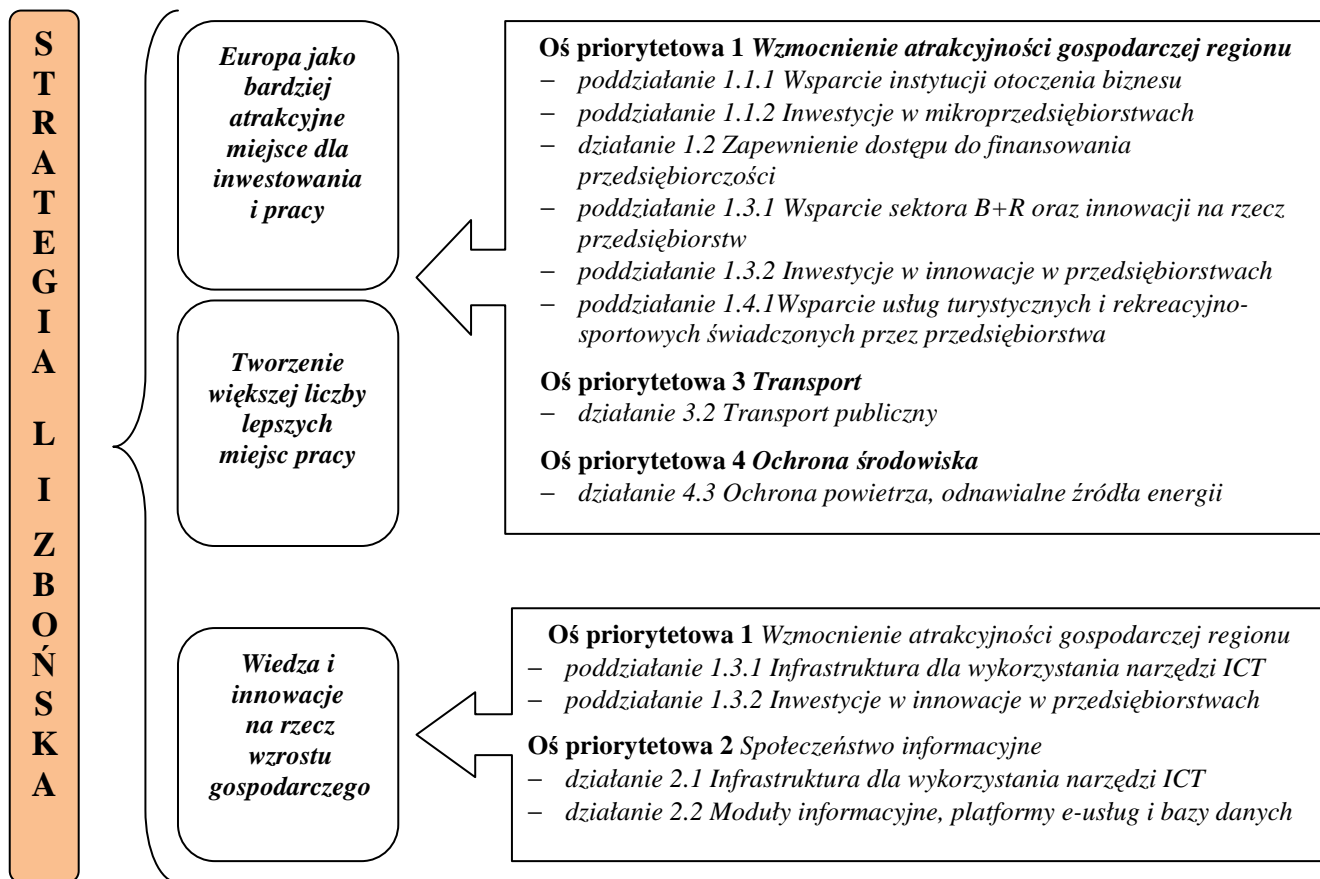 STRATEGIA LIZBOŃSKA
Europa jako
bardziej
atrakcyjne
miejsce dla
inwestowania
i pracy
Tworzenie
większej liczby
lepszych
miejsc pracy
Oś priorytetowa 1 Wzmocnienie atrakcyjności gospodarczej regionu
− poddziałanie 1.1.1 Wsparcie instytucji otoczenia biznesu
− poddziałanie 1.1.2 Inwestycje w mikroprzedsiębiorstwach
− działanie 1.2 Zapewnienie dostępu do finansowania
przedsiębiorczości
− poddziałanie 1.3.1 Wsparcie sektora B+R oraz innowacji na rzecz
przedsiębiorstw
− poddziałanie 1.3.2 Inwestycje w innowacje w przedsiębiorstwach
− poddziałanie 1.4.1Wsparcie usług turystycznych i rekreacyjno-
sportowych świadczonych przez przedsiębiorstwa
Oś priorytetowa 3 Transport
− działanie 3.2 Transport publiczny
Oś priorytetowa 4 Ochrona środowiska
− działanie 4.3 Ochrona powietrza, odnawialne źródła energii
Wiedza i
innowacje
na rzecz
wzrostu
gospodarczego
Oś priorytetowa 1 Wzmocnienie atrakcyjności gospodarczej regionu
− poddziałanie 1.3.1 Infrastruktura dla wykorzystania narzędzi ICT
− poddziałanie 1.3.2 Inwestycje w innowacje w przedsiębiorstwach
Oś priorytetowa 2 Społeczeństwo informacyjne
− działanie 2.1 Infrastruktura dla wykorzystania narzędzi ICT
− działanie 2.2 Moduły informacyjne, platformy e-usług i bazy danych